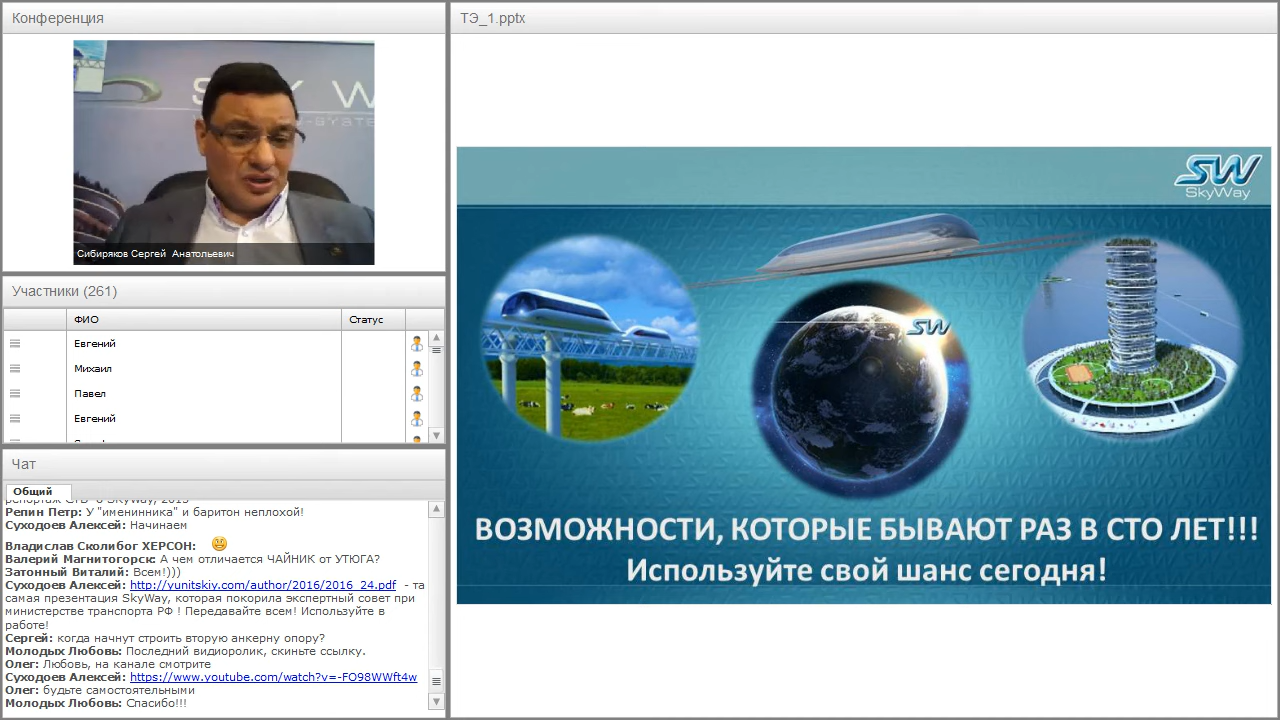 Конференция
SKY W
Сибиряков Сергей Анатольевич
Участники (261)
ФИО
Статус
Евгений
Михаил
Павел
Евгений
Чат
Общий
Репин Петр: У "именинника" и баритон неплохой!
Суходоев Алексей: Начинаем
Владислав Сколибог ХЕРСОН:
Валерий Магнитогорск: А чем отличается ЧАЙНИК от УТЮГА?
Затонный Виталий: Всем!)))
Суходоев Алексей: http://yunitskiy.com/author/2016/2016_24.pdf - та
самая презентация SkyWay, которая покорила экспертный совет при
министерстве транспорта РФ ! Передавайте всем! Используйте в
работе!
Сергей: когда начнут строить вторую анкерну опору?
Молодых Любовь: Последний видиоролик, скиньте ссылку.
Олег: Любовь, на канале смотрите
Суходоев Алексей: https://www.youtube.com/watch?v=-FO98WWft4w
Олег: будьте самостоятельными
Молодых Любовь: Спасибо!!!
ТЭ_1.pptx
SW
SkyWay
SW
ВОЗМОЖНОСТИ, КОТОРЫЕ БЫВАЮТ РАЗ В СТО ЛЕТ!!!
Используйте свой шанс сегодня!